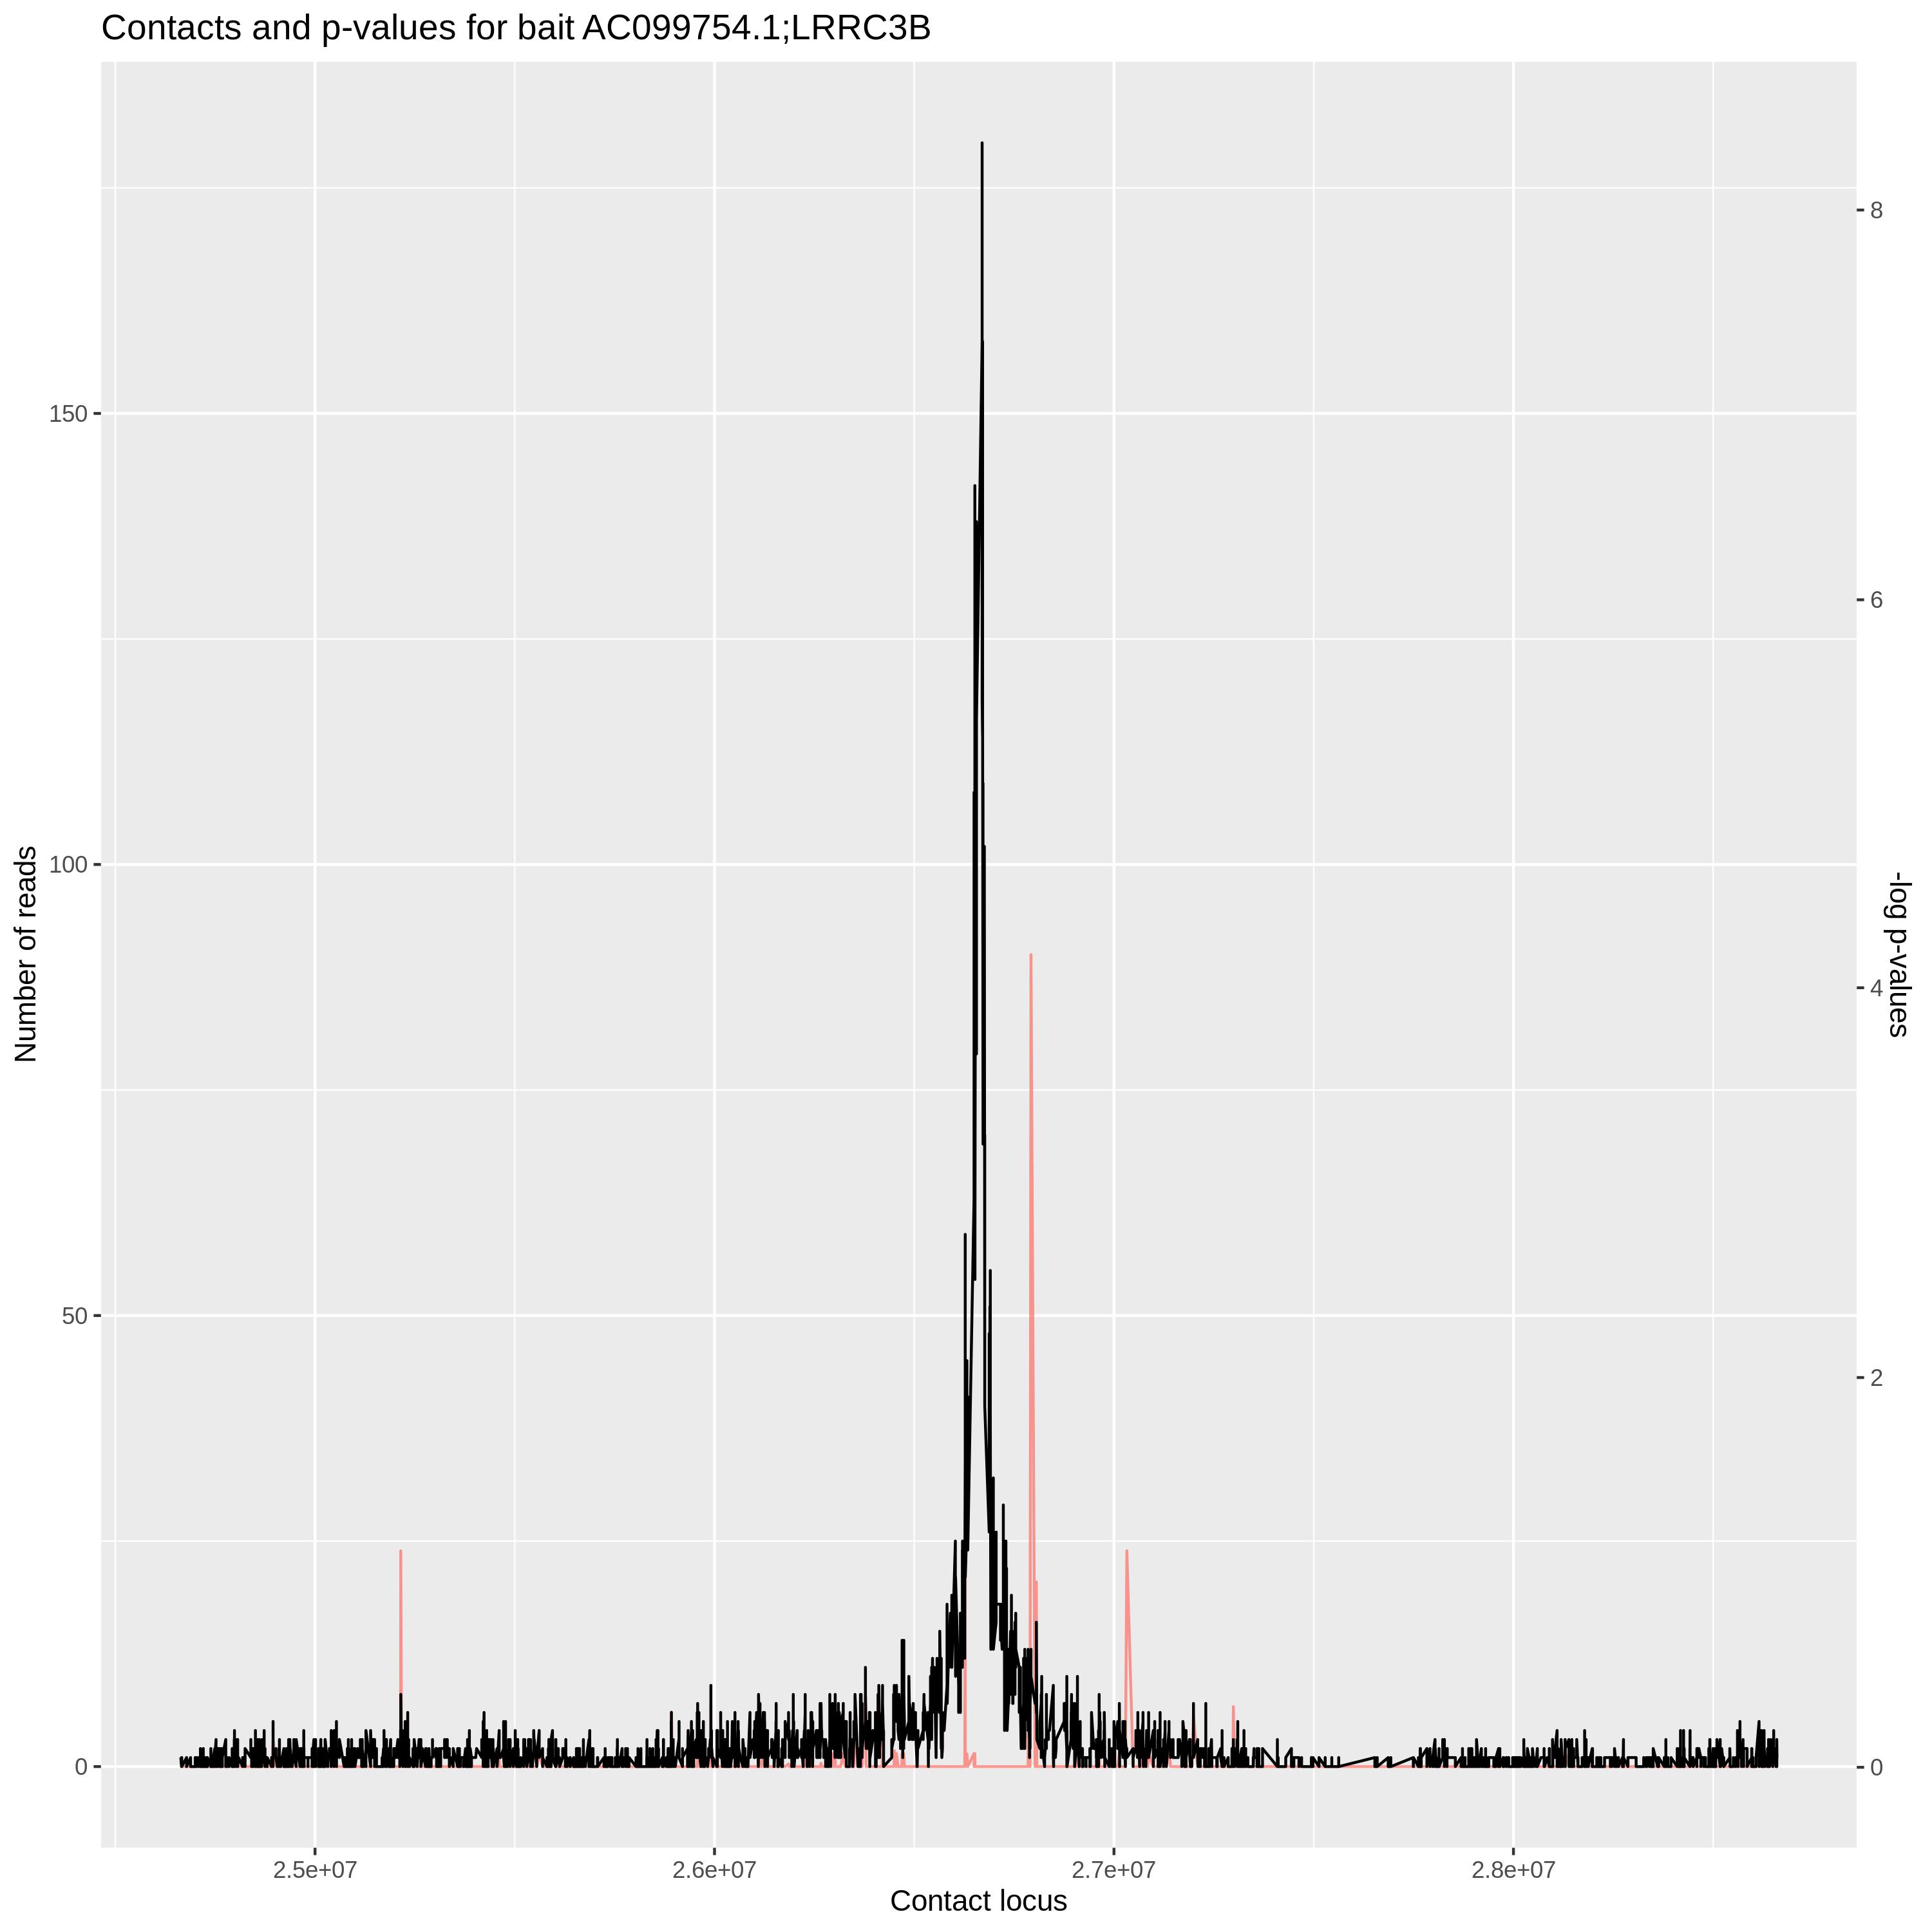 Contacts and p-values for bait AC099754.1;LRRC3B
Number of reads
150
100
50
0
8
6
4
2
0
-log p-values
2.5e+07
2.6e+07
2.7e+07
2.8e+07
Contact locus